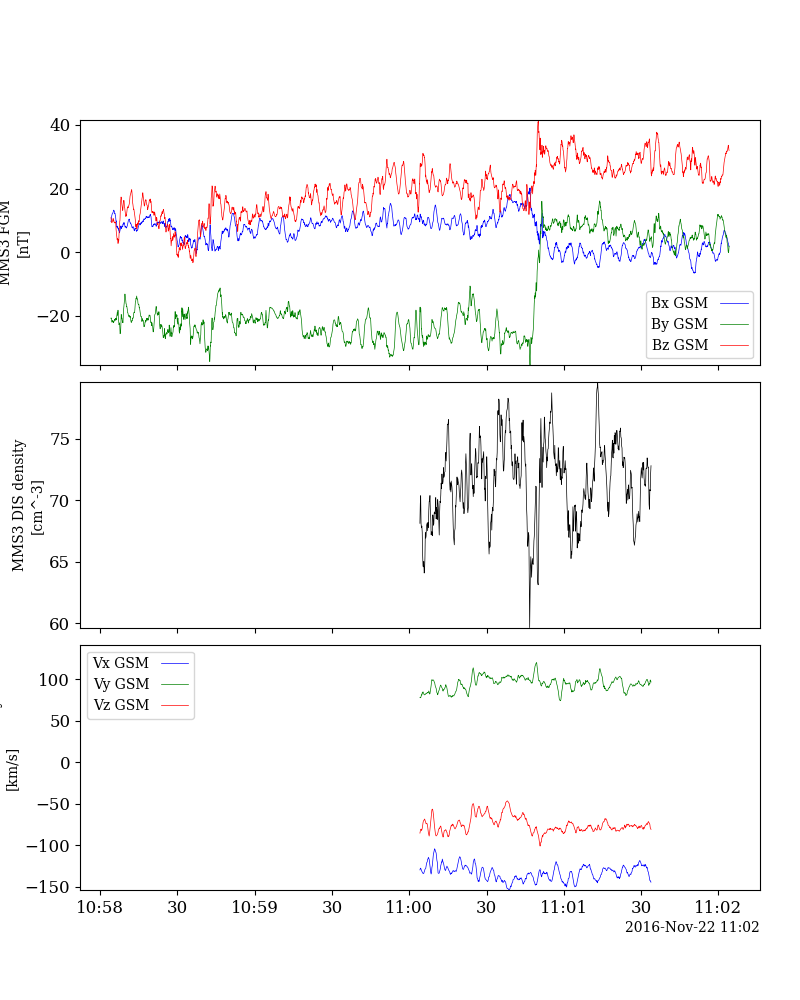 40
20
0
−20
MMS3 FGM
[nT]
Bx GSM
By GSM
Bz GSM
75
70
65
60
MMS3 DIS density
[cm^-3]
Vx GSM
Vy GSM
Vz GSM
100
50
0
−50
−100
−150
[km/s]
10:58
30
10:59
30
11:00
30
11:01
30
11:02
2016-Nov-22 11:02